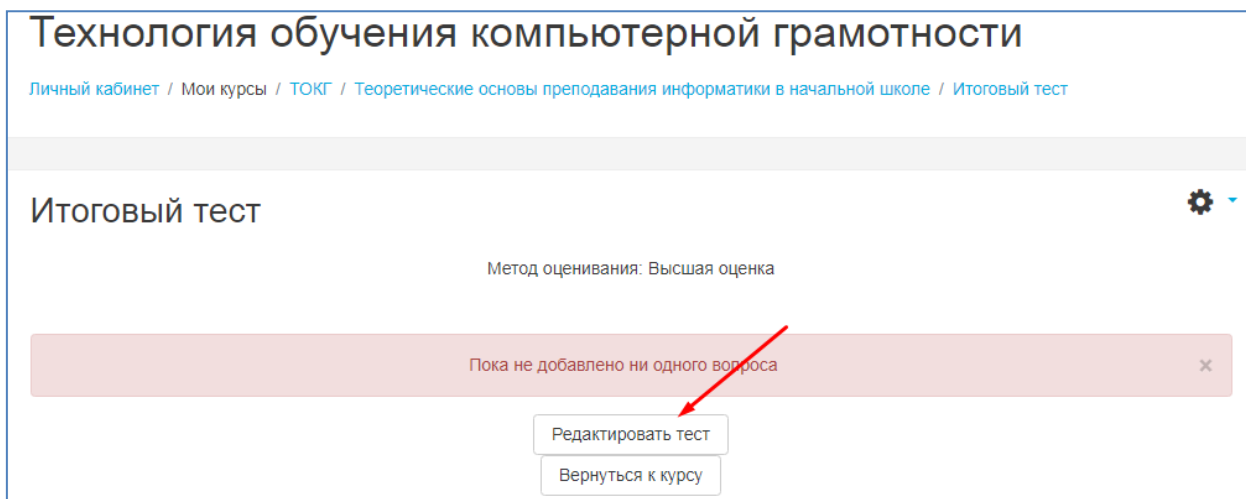 Технология обучения компьютерной грамотности
Личный кабинет / Мои курсы / ТОКГ / Теоретические основы преподавания информатики в начальной школе / Итоговый тест
Итоговый тест
Метод оценивания: Высшая оценка
Пока не добавлено ни одного вопроса ×
Редактировать тест
Вернуться к курсу